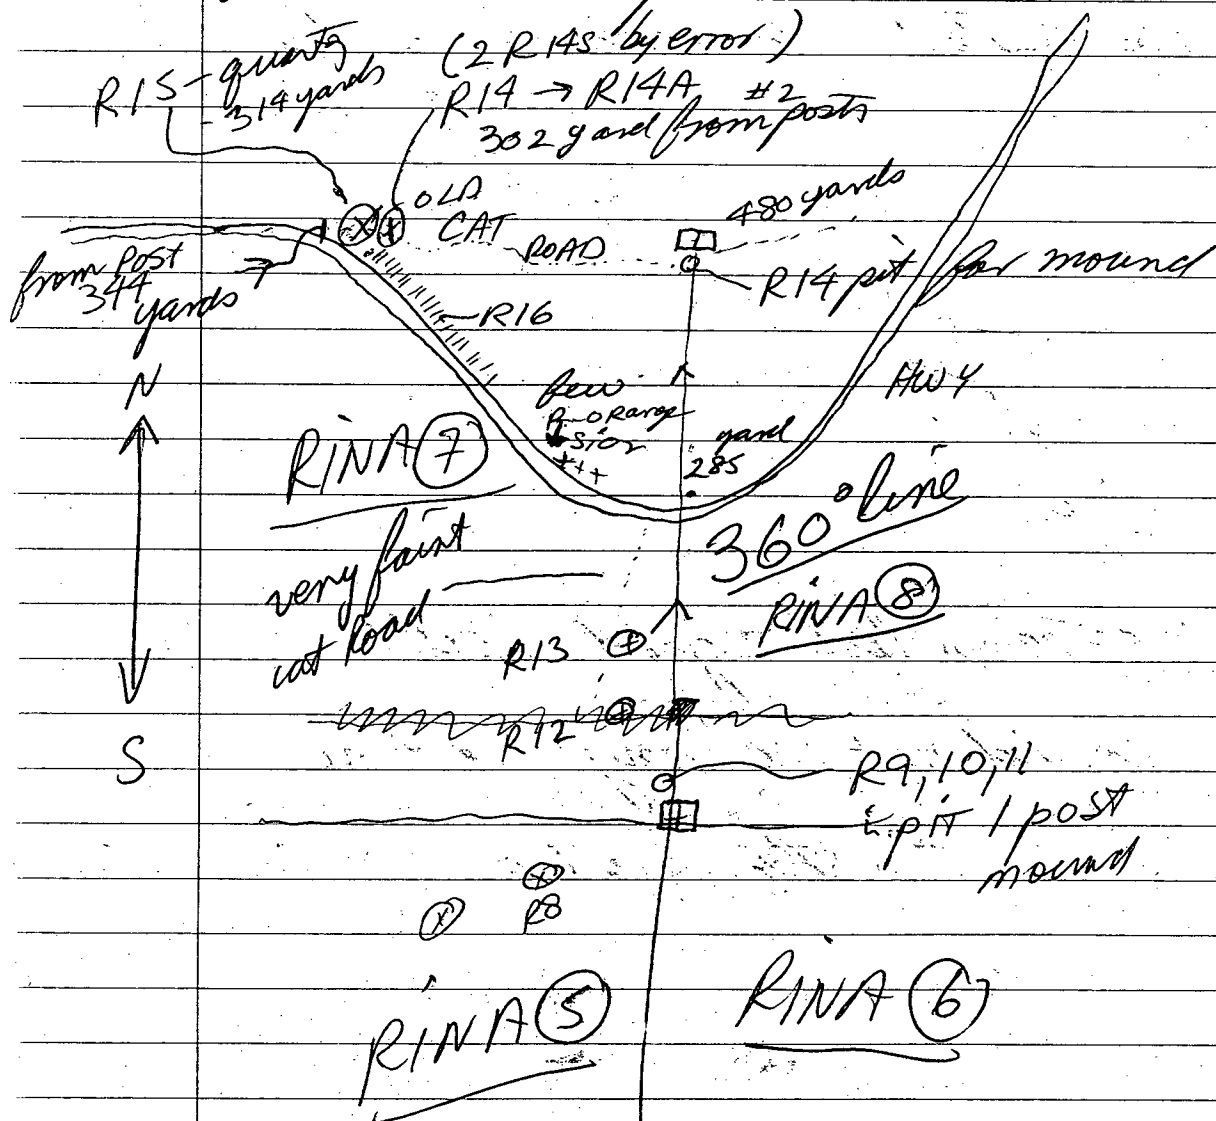 R15 - quartz
- 314 yards
(2 R14s by error)
R14 → R14A #2
302 yard from posts
OLD
CAT
ROAD
480 yards
from Post
344
yards
R14 pit / for mound
R16
N
HWY
few
R-orange
yard
285
RINA 7
360° line
very faint
cat Road
RINA 8
R13
R12
S
R9, 10, 11
pit / post
mound
R8
RINA 5
RINA 6